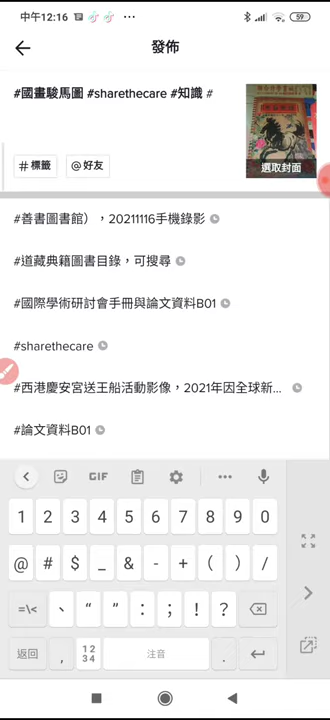 中午12:16 ··· 59
發佈
#國畫駿馬圖 #sharethecare #知識 #
選取封面
#標籤
@好友
#善書圖書館），20211116手機錄影
#道藏典籍圖書目錄，可搜尋
#國際學術研討會手冊與論文資料B01
#sharethecare
#西港慶安宮送王船活動影像，2021年因全球新...
#論文資料B01
GIF
1 2 3 4 5 6 7 8 9 0
@ # $ _ & - + ( ) /
=\< 、 “ ” ： ； ！ ？
返回 , 12 34 注音 .